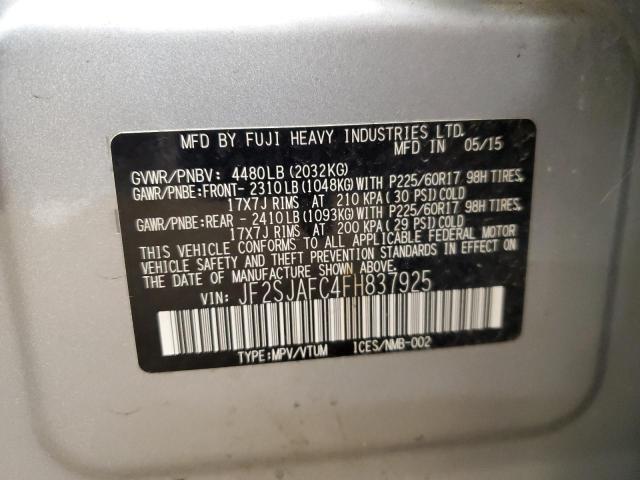 MFD BY FUJI HEAVY INDUSTRIES LTD.
MFD IN 05/15
GVWR/PNBV: 4480LB(2032KG)
GAWR/PNBE:FRONT- 2310LB(1048KG)WITH P225/60R17 98H TIRES,
17X7J RIMS AT 210 KPA(30 PSI)COLD
GAWR/PNBE:REAR - 2410LB(1093KG)WITH P225/60R17 98H TIRES,
17X7J RIMS AT 200 KPA(29 PSI)COLD
THIS VEHICLE CONFORMS TO ALL APPLICABLE FEDERAL MOTOR
VEHICLE SAFETY AND THEFT PREVENTION STANDARDS IN EFFECT ON
THE DATE OF MANUFACTURE SHOWN ABOVE.
VIN: JF2SJAFC4FH837925
TYPE:MPV/VTUM ICES/NMB-002